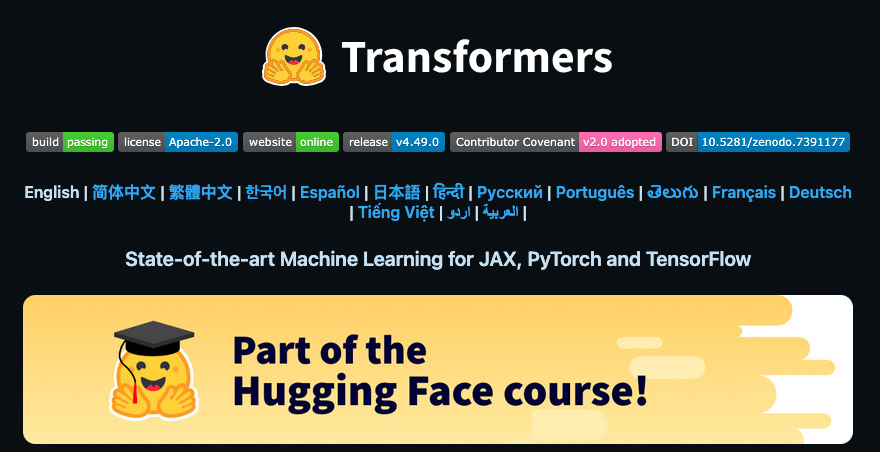 Transformers
build passing license Apache-2.0 website online release v4.49.0 Contributor Covenant v2.0 adopted DOI 10.5281/zenodo.7391177
English | 简体中文 | 繁體中文 | 한국어 | Español | 日本語 | हिन्दी | Русский | Português | తెలుగు | Français | Deutsch
| Tiếng Việt | العربية | اردو |
State-of-the-art Machine Learning for JAX, PyTorch and TensorFlow
Part of the
Hugging Face course!